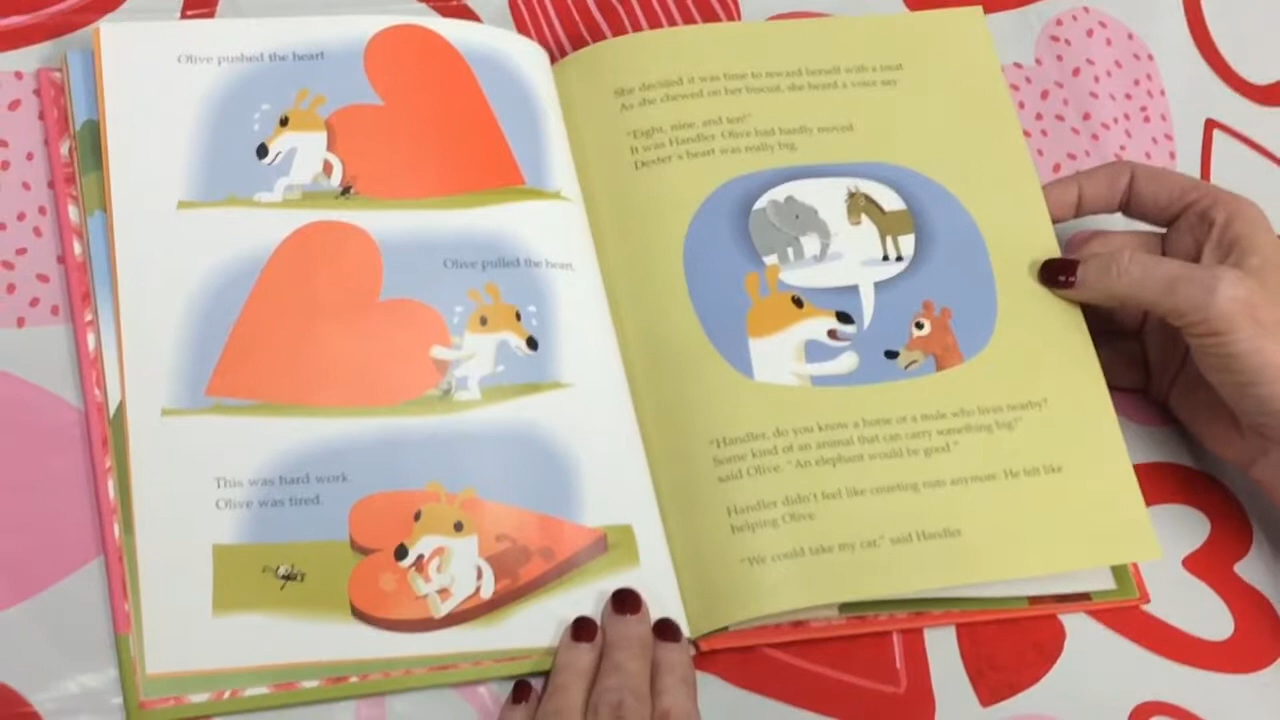 Olive pushed the heart
Olive pulled the heart,
This was hard work.
Olive was tired.
She decided it was time to reward herself with a treat
As she chewed on her biscuit, she heard a voice say
"Eight, nine, and ten!"
It was Handler. Olive had hardly moved
Dexter's heart was really big.
"Handler, do you know a horse or a mule who lives nearby?
Some kind of an animal that can carry something big?"
said Olive. "An elephant would be good."
Handler didn't feel like counting nuts anymore. He felt like
helping Olive.
"We could take my car," said Handler